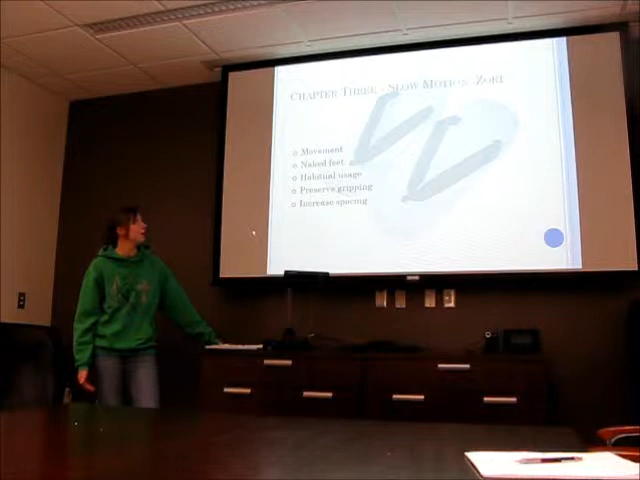 Chapter Three - Slow Motion -Zori
Movement
Naked feet
Habitual usage
Preserve gripping
Increase spacing